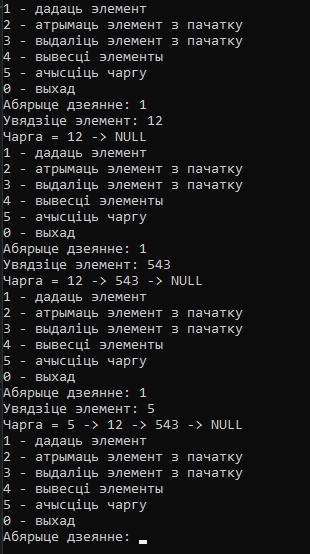 1 - дадаць элемент
2 - атрымаць элемент з пачатку
3 - выдаліць элемент з пачатку
4 - вывесці элементы
5 - ачысціць чаргу
0 - выхад
Абярыце дзеянне: 1
Увядзіце элемент: 12
Чарга = 12 -> NULL
1 - дадаць элемент
2 - атрымаць элемент з пачатку
3 - выдаліць элемент з пачатку
4 - вывесці элементы
5 - ачысціць чаргу
0 - выхад
Абярыце дзеянне: 1
Увядзіце элемент: 543
Чарга = 12 -> 543 -> NULL
1 - дадаць элемент
2 - атрымаць элемент з пачатку
3 - выдаліць элемент з пачатку
4 - вывесці элементы
5 - ачысціць чаргу
0 - выхад
Абярыце дзеянне: 1
Увядзіце элемент: 5
Чарга = 5 -> 12 -> 543 -> NULL
1 - дадаць элемент
2 - атрымаць элемент з пачатку
3 - выдаліць элемент з пачатку
4 - вывесці элементы
5 - ачысціць чаргу
0 - выхад
Абярыце дзеянне: